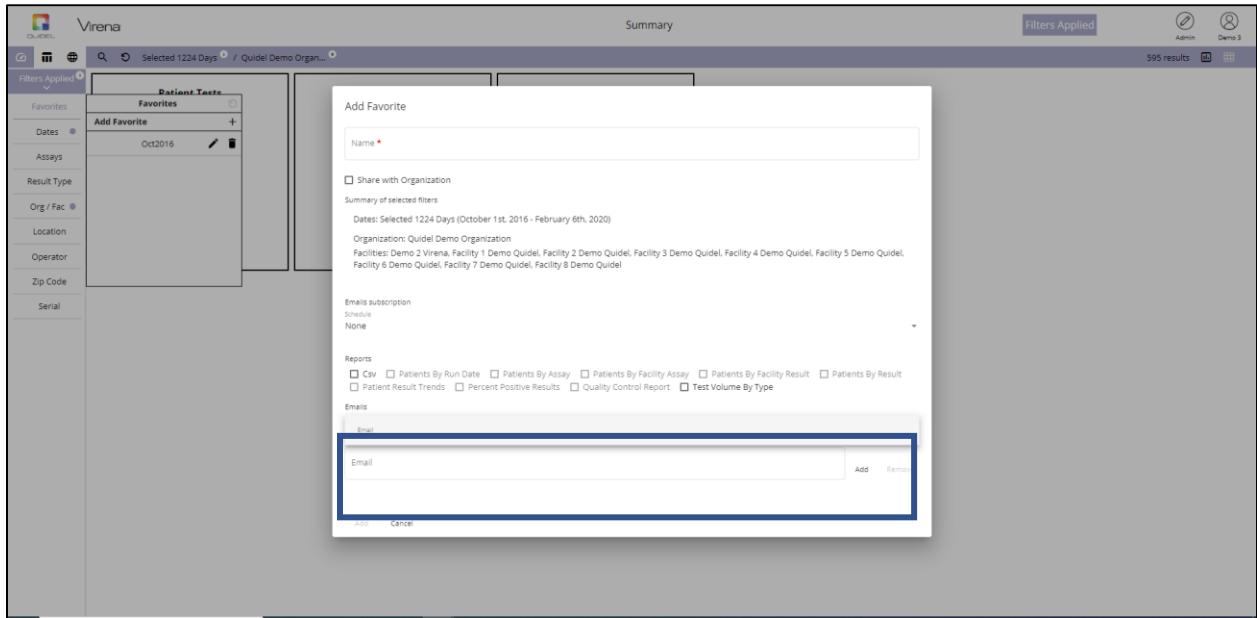 QUIDEL
Virena
Summary
Filters Applied
Admin
Demo 3
Selected 1224 Days / Quidel Demo Organ...
595 results
Filters Applied
Favorites
Dates
Assays
Result Type
Org / Fac
Location
Operator
Zip Code
Serial
Patient Tests
Favorites
Add Favorite +
Oct2016
Add Favorite
Name *
Share with Organization
Summary of selected filters
Dates: Selected 1224 Days (October 1st, 2016 - February 6th, 2020)
Organization: Quidel Demo Organization
Facilities: Demo 2 Virena, Facility 1 Demo Quidel, Facility 2 Demo Quidel, Facility 3 Demo Quidel, Facility 4 Demo Quidel, Facility 5 Demo Quidel,
Facility 6 Demo Quidel, Facility 7 Demo Quidel, Facility 8 Demo Quidel
Emails subscription
Schedule
None
Reports
Csv Patients By Run Date Patients By Assay Patients By Facility Assay Patients By Facility Result Patients By Result
Patient Result Trends Percent Positive Results Quality Control Report Test Volume By Type
Emails
Email
Email
Add Remov
Add Cancel